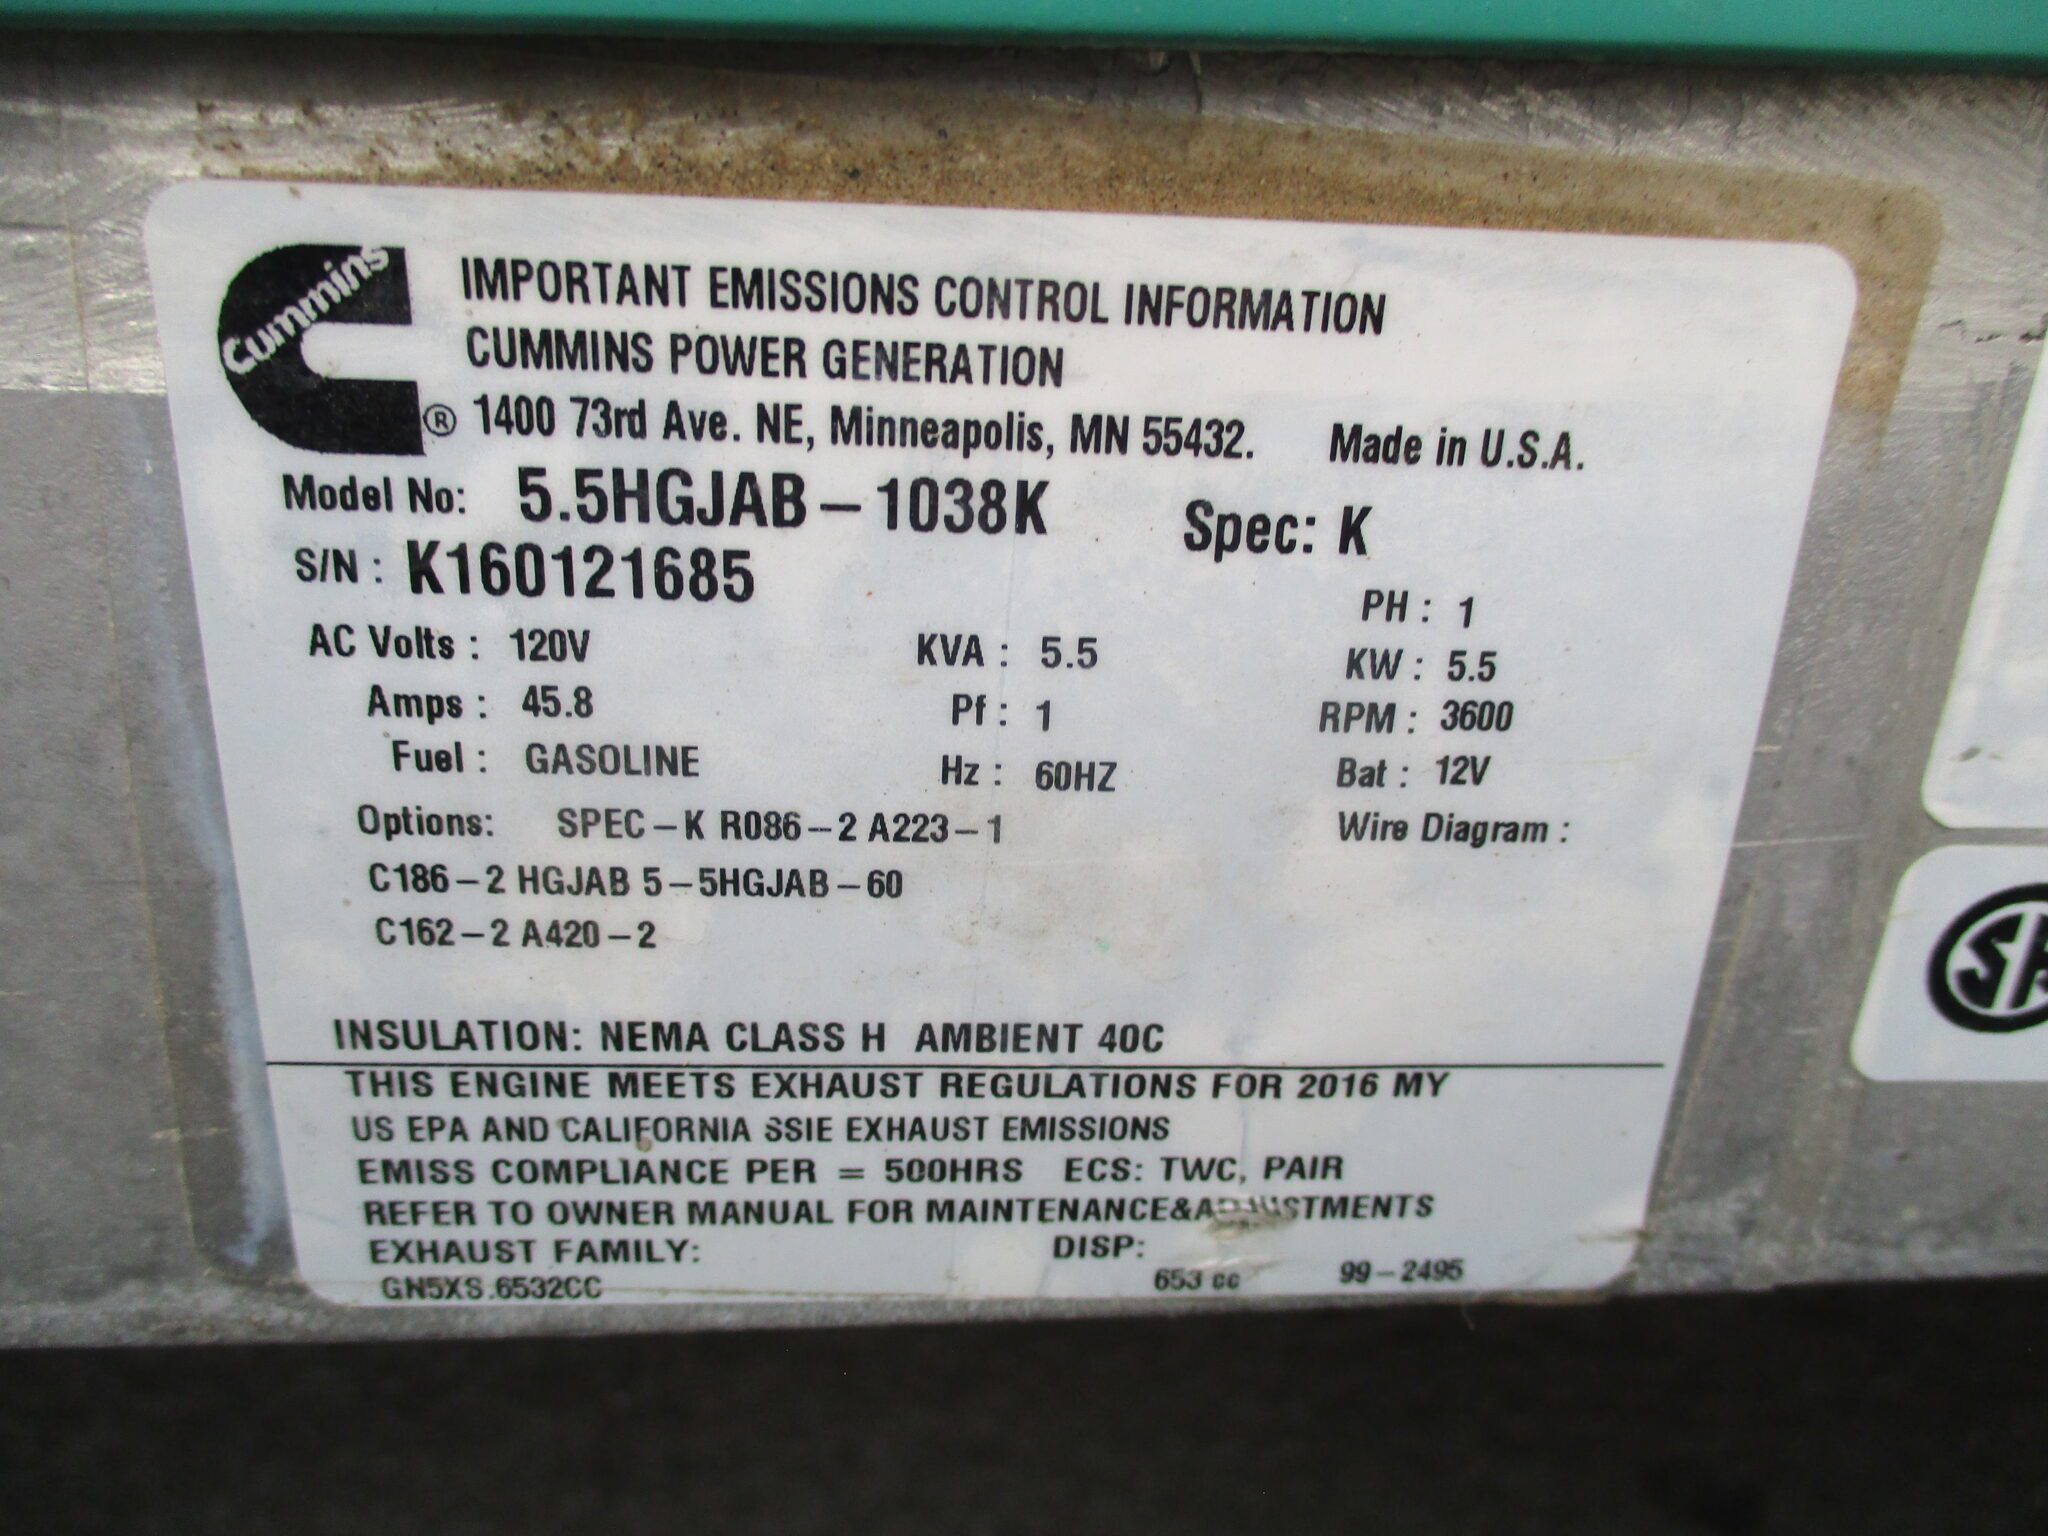 Cummins
IMPORTANT EMISSIONS CONTROL INFORMATION
CUMMINS POWER GENERATION
® 1400 73rd Ave. NE, Minneapolis, MN 55432. Made in U.S.A.
Model No: 5.5HGJAB-1038K Spec: K
S/N : K160121685
PH : 1
AC Volts : 120V KVA : 5.5 KW : 5.5
Amps : 45.8 Pf : 1 RPM : 3600
Fuel : GASOLINE Hz : 60HZ Bat : 12V
Options: SPEC-K R086-2 A223-1 Wire Diagram :
C186-2 HGJAB 5-5HGJAB-60
C162-2 A420-2
INSULATION: NEMA CLASS H AMBIENT 40C
THIS ENGINE MEETS EXHAUST REGULATIONS FOR 2016 MY
US EPA AND CALIFORNIA SSIE EXHAUST EMISSIONS
EMISS COMPLIANCE PER = 500HRS ECS: TWC, PAIR
REFER TO OWNER MANUAL FOR MAINTENANCE&ADJUSTMENTS
EXHAUST FAMILY: DISP:
GN5XS.6532CC 653 cc 99-2495